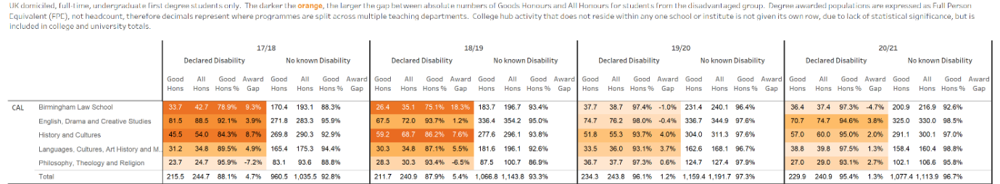 UK domiciled, full-time, undergraduate first degree students only. The darker the orange, the larger the gap between absolute numbers of Goods Honours and All Honours for students from the disadvantaged group. Degree awarded populations are expressed as Full Person
Equivalent (FPE), not headcount, therefore decimals represent where programmes are split across multiple teaching departments. College hub activity that does not reside within any one school or institute is not given its own row, due to lack of statistical significance, but is
included in college and university totals.
17/18 18/19 19/20 20/21
Declared Disability No known Disability Declared Disability No known Disability Declared Disability No known Disability Declared Disability No known Disability
Good All Good Award Good All Good Award Good All Good Award Good All Good Award Good All Good Award Good All Good Award Good All Good Award Good All Good Award
Hons Hons Hons % Gap Hons Hons Hons % Gap Hons Hons Hons % Gap Hons Hons Hons % Gap Hons Hons Hons % Gap Hons Hons Hons % Gap Hons Hons Hons % Gap Hons Hons Hons % Gap
CAL Birmingham Law School 33.7 42.7 78.9% 9.3% 170.4 193.1 88.3% 26.4 35.1 75.1% 18.3% 183.7 196.7 93.4% 37.7 38.7 97.4% -1.0% 231.4 240.1 96.4% 36.4 37.4 97.3% -4.7% 200.9 216.9 92.6%
English, Drama and Creative Studies 81.5 88.5 92.1% 3.9% 271.8 283.3 95.9% 67.5 72.0 93.7% 1.2% 336.4 354.2 95.0% 74.7 76.2 98.0% -0.4% 336.7 344.9 97.6% 70.7 74.7 94.6% 3.8% 325.0 330.0 98.5%
History and Cultures 45.5 54.0 84.3% 8.7% 269.8 290.3 92.9% 59.2 68.7 86.2% 7.6% 277.6 296.1 93.8% 51.8 55.3 93.7% 4.0% 304.0 311.3 97.6% 57.0 60.0 95.0% 2.0% 291.1 300.1 97.0%
Languages, Cultures, Art History and M.. 31.2 34.8 89.5% 4.9% 165.4 175.3 94.4% 30.3 34.8 87.1% 5.5% 181.6 196.1 92.6% 33.5 36.0 93.1% 3.7% 162.6 168.1 96.7% 38.8 39.8 97.5% 1.3% 158.4 160.4 98.8%
Philosophy, Theology and Religion 23.7 24.7 95.9% -7.2% 83.1 93.6 88.8% 28.3 30.3 93.4% -6.5% 87.5 100.7 86.9% 36.7 37.7 97.3% 0.6% 124.7 127.4 97.9% 27.0 29.0 93.1% 2.7% 102.1 106.6 95.8%
Total 215.5 244.7 88.1% 4.7% 960.5 1,035.5 92.8% 211.7 240.9 87.9% 5.4% 1,066.8 1,143.8 93.3% 234.3 243.8 96.1% 1.2% 1,159.4 1,191.7 97.3% 229.9 240.9 95.4% 1.3% 1,077.4 1,113.9 96.7%